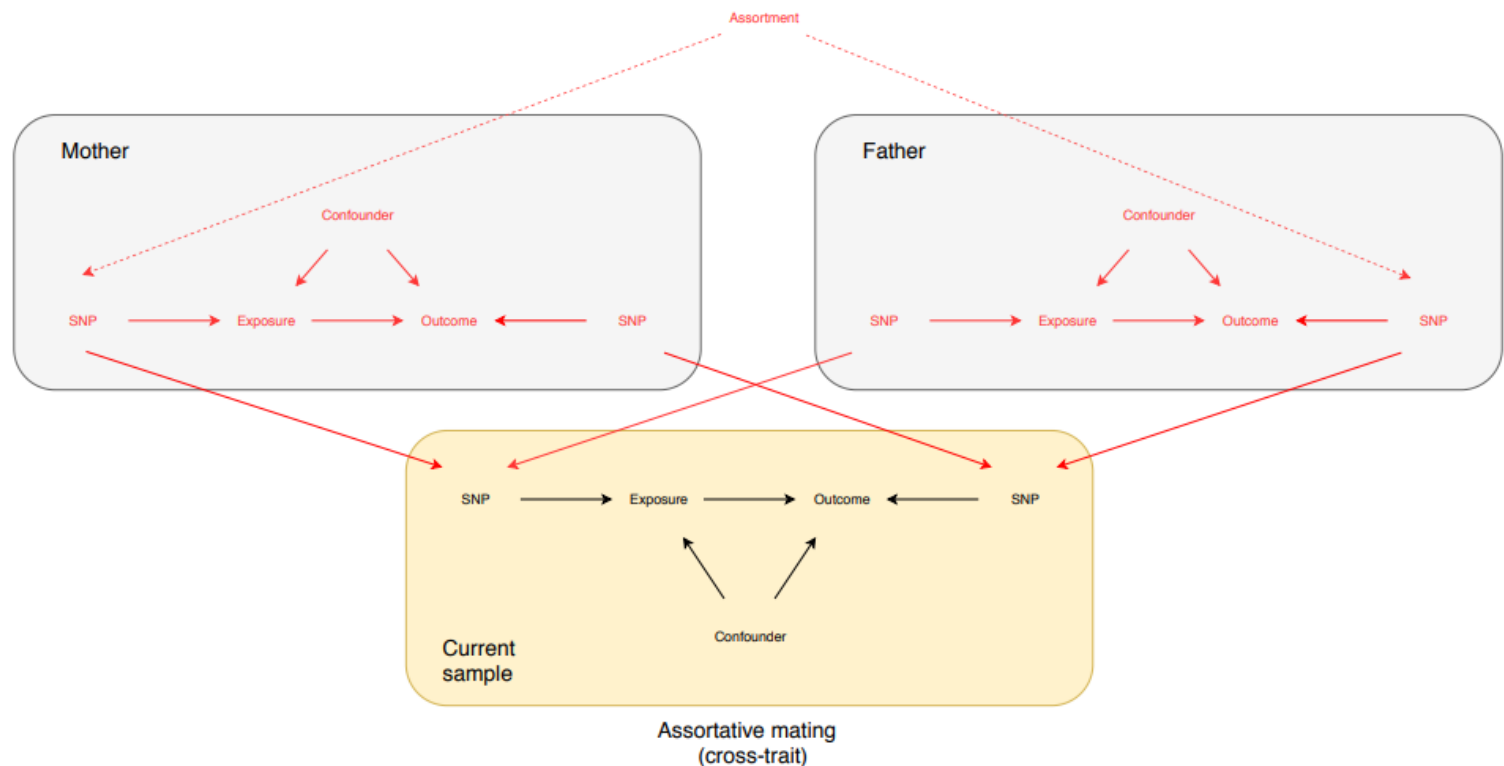 Assortment
Mother
Father
Confounder
Confounder
SNP Exposure Outcome SNP
SNP Exposure Outcome SNP
SNP Exposure Outcome SNP
Confounder
Current
sample
Assortative mating
(cross-trait)